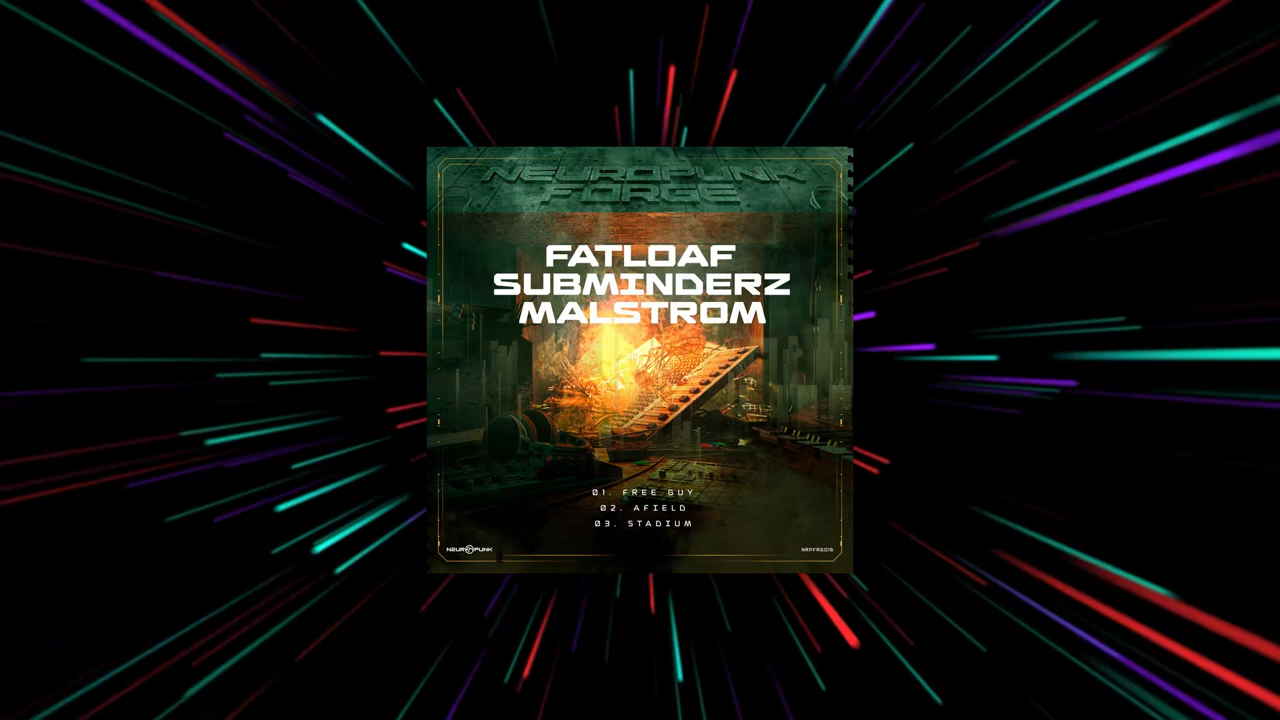 NEUROPUNK
FORGE
FATLOAF
SUBMINDERZ
MALSTROM
01. FREE GUY
02. AFIELD
03. STADIUM
NEUROPUNK
NRPFRG016